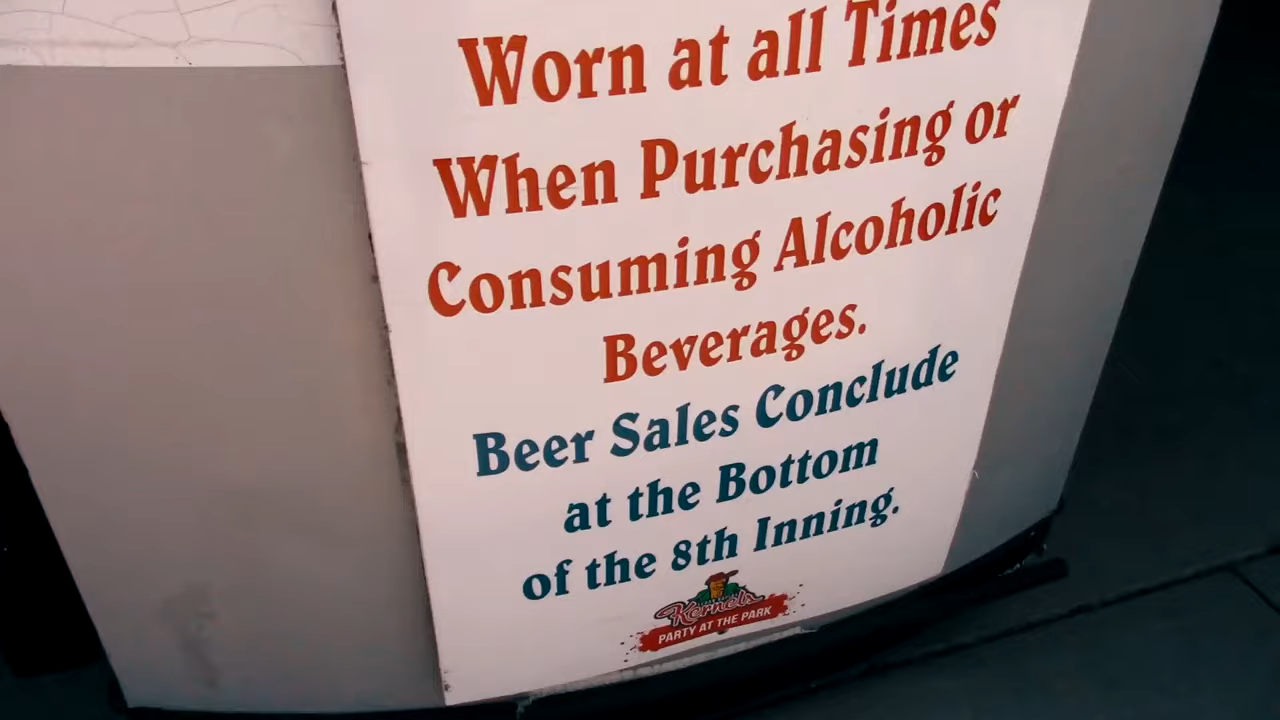 Worn at all Times
When Purchasing or
Consuming Alcoholic
Beverages.
Beer Sales Conclude
at the Bottom
of the 8th Inning.
Kernels
PARTY AT THE PARK